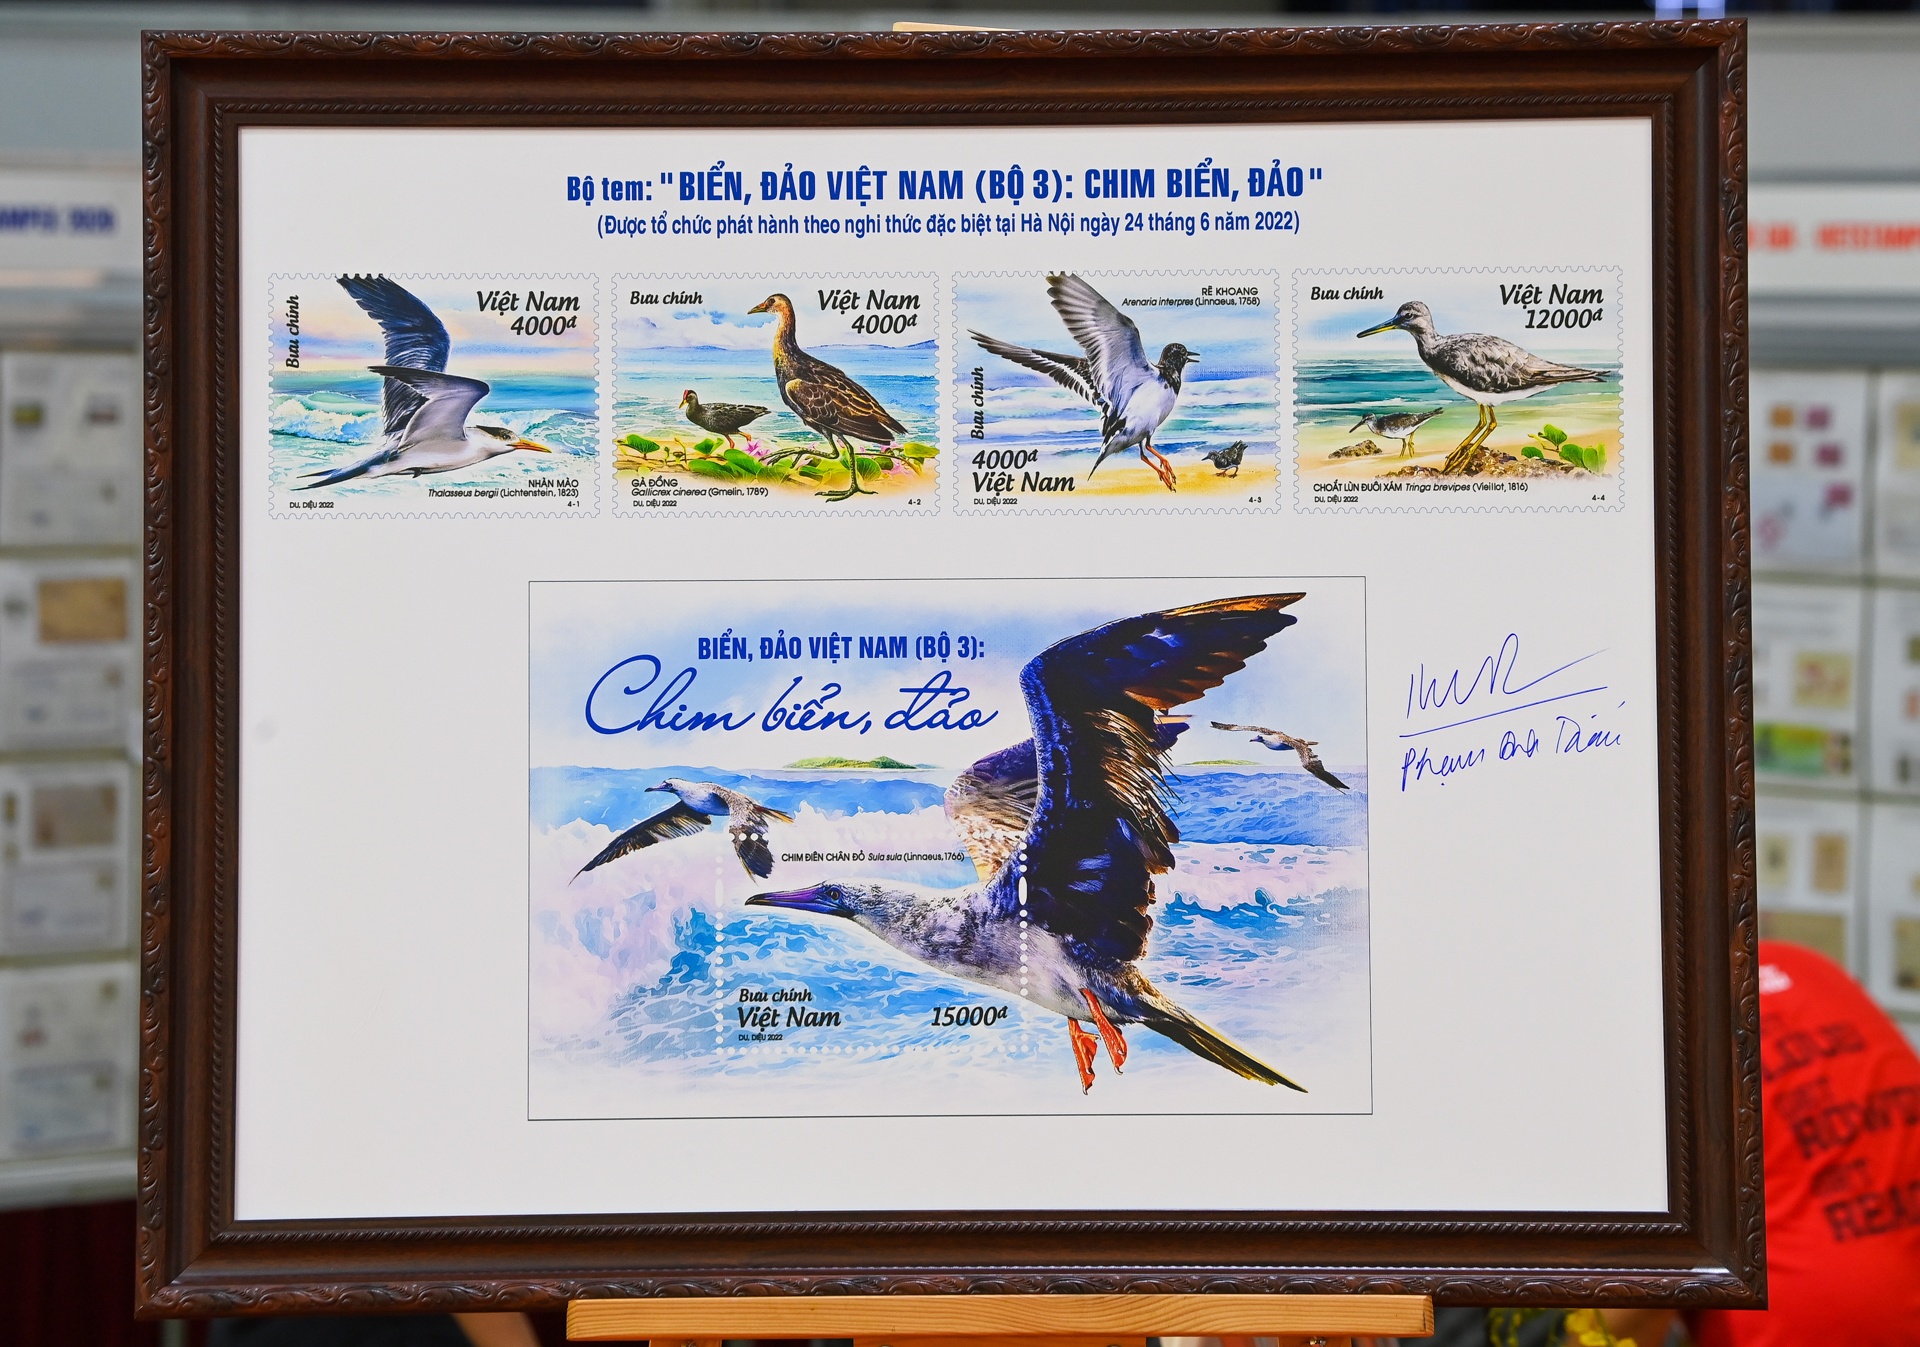 Bộ tem: "BIỂN, ĐẢO VIỆT NAM (BỘ 3): CHIM BIỂN, ĐẢO"
(Được tổ chức phát hành theo nghi thức đặc biệt tại Hà Nội ngày 24 tháng 6 năm 2022)
Bưu chính
Việt Nam
4000đ
NHÀN MÀO
Thalasseus bergii (Lichtenstein, 1823)
DU, DIỆU 2022
4-1
Bưu chính
Việt Nam
4000đ
GÀ ĐỒNG
Gallicrex cinerea (Gmelin, 1789)
DU, DIỆU 2022
4-2
RẼ KHOANG
Arenaria interpres (Linnaeus, 1758)
Bưu chính
4000đ
Việt Nam
DU, DIỆU 2022
4-3
Bưu chính
Việt Nam
12000đ
CHOẮT LÙN ĐUÔI XÁM Tringa brevipes (Vieillot, 1816)
DU, DIỆU 2022
4-4
BIỂN, ĐẢO VIỆT NAM (BỘ 3):
Chim biển, đảo
CHIM ĐIÊN CHÂN ĐỎ Sula sula (Linnaeus, 1766)
Bưu chính
Việt Nam
15000đ
DU, DIỆU 2022